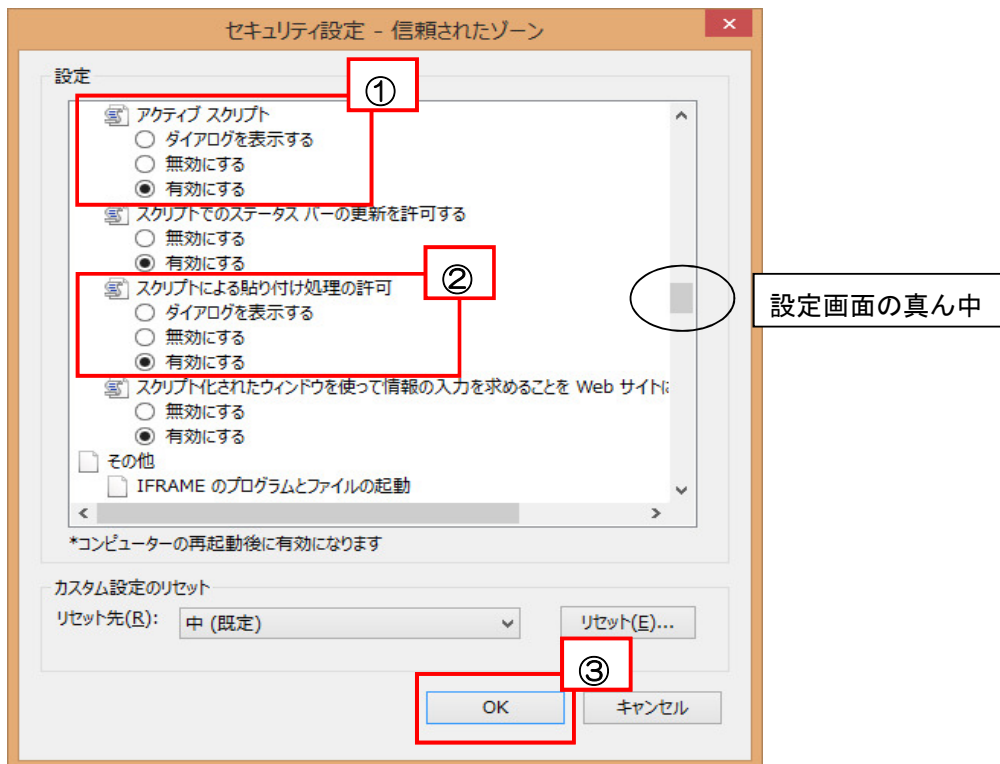 セキュリティ設定 - 信頼されたゾーン
×
設定
①
アクティブ スクリプト
ダイアログを表示する
無効にする
有効にする
スクリプトでのステータス バーの更新を許可する
無効にする
有効にする
②
スクリプトによる貼り付け処理の許可
ダイアログを表示する
無効にする
有効にする
設定画面の真ん中
スクリプト化されたウィンドウを使って情報の入力を求めることを Web サイトに
無効にする
有効にする
その他
IFRAME のプログラムとファイルの起動
*コンピューターの再起動後に有効になります
カスタム設定のリセット
リセット先(R): 中 (既定) リセット(E)...
③
OK キャンセル